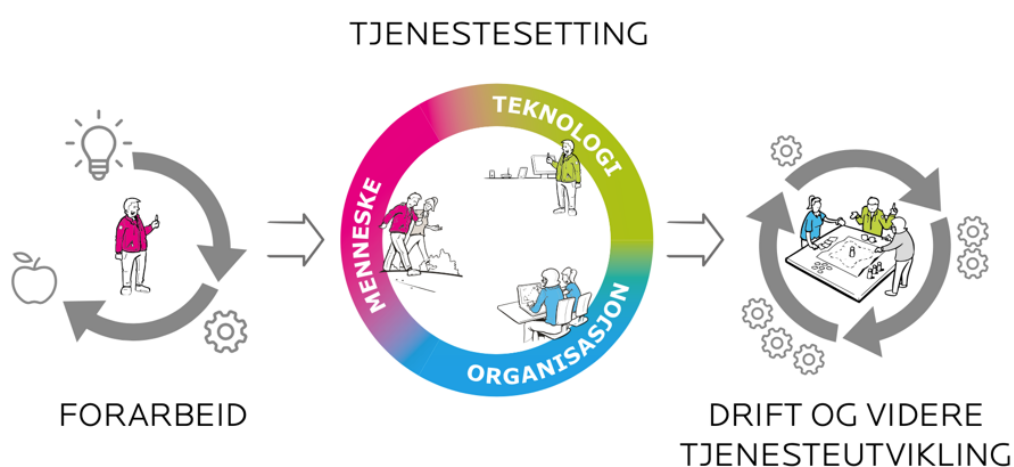 TJENESTESETTING
TEKNOLOGI
MENNESKE
ORGANISASJON
FORARBEID
DRIFT OG VIDERE
TJENESTEUTVIKLING